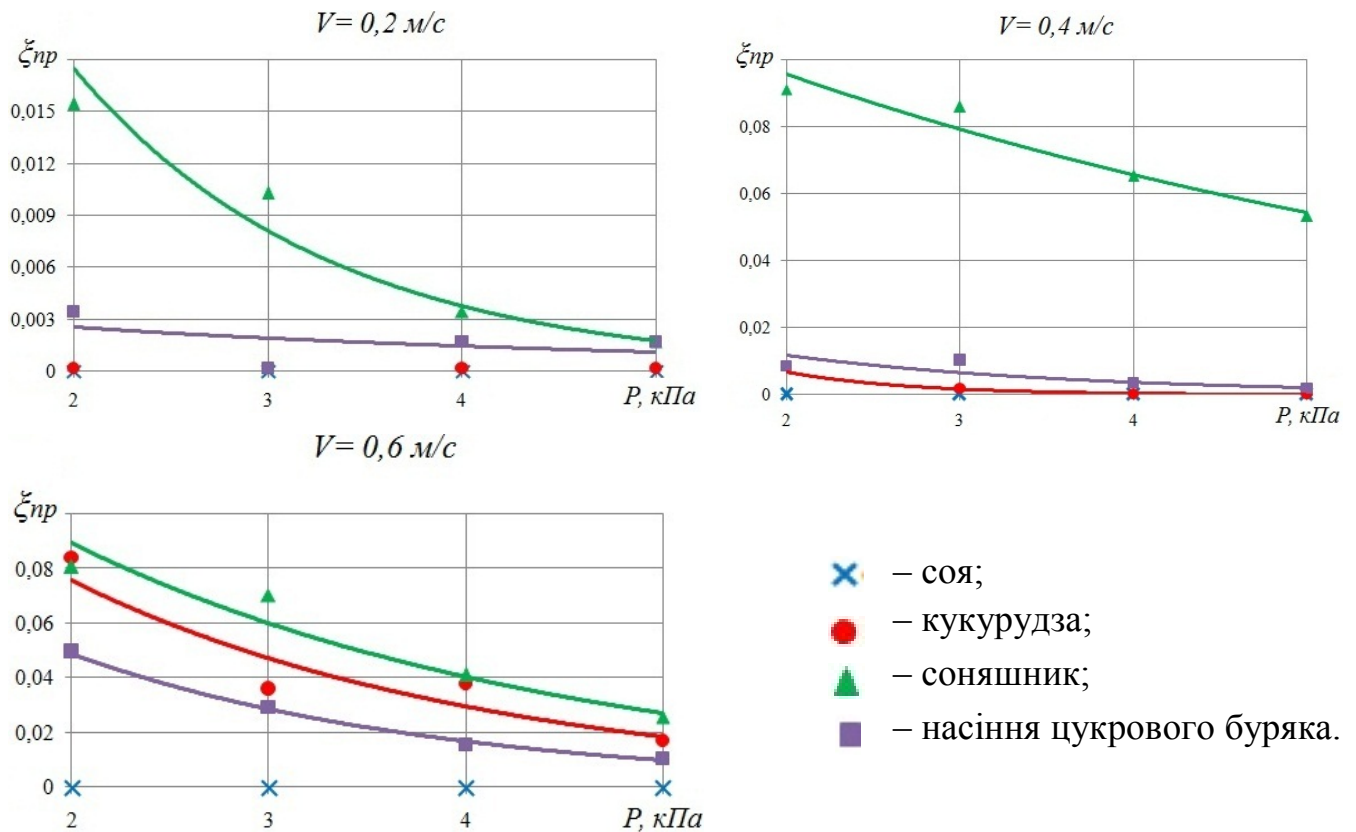 V= 0,2 м/с
ξпр
0,015
0,012
0,009
0,006
0,003
0
2
3
4
P, кПа
V= 0,4 м/с
ξпр
0,08
0,06
0,04
0,02
0
2
3
4
P, кПа
V= 0,6 м/с
ξпр
0,08
0,06
0,04
0,02
0
2
3
4
P, кПа
– соя;
– кукурудза;
– соняшник;
– насіння цукрового буряка.